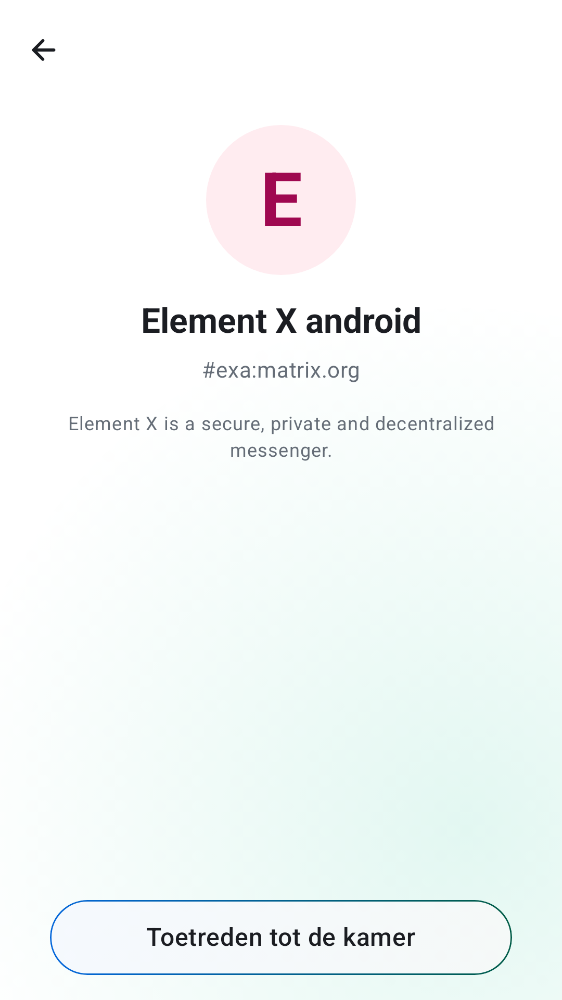 E
Element X android
#exa:matrix.org
Element X is a secure, private and decentralized
messenger.
Toetreden tot de kamer